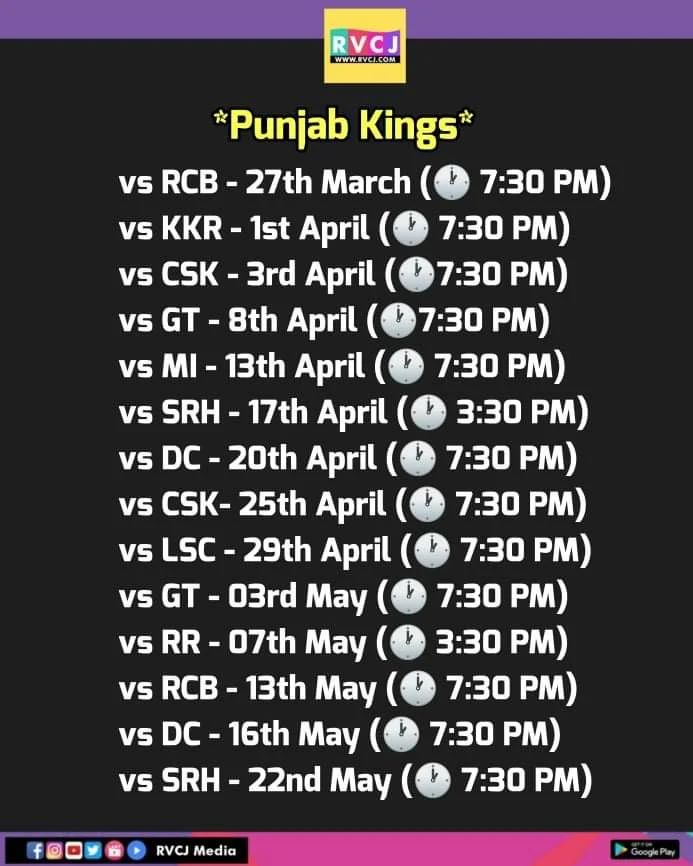 RVCJ
WWW.RVCJ.COM
*Punjab Kings*
vs RCB - 27th March (🕐 7:30 PM)
vs KKR - 1st April (🕐 7:30 PM)
vs CSK - 3rd April (🕐7:30 PM)
vs GT - 8th April (🕐7:30 PM)
vs MI - 13th April (🕐 7:30 PM)
vs SRH - 17th April (🕐 3:30 PM)
vs DC - 20th April (🕐 7:30 PM)
vs CSK- 25th April (🕐 7:30 PM)
vs LSC - 29th April (🕐 7:30 PM)
vs GT - 03rd May (🕐 7:30 PM)
vs RR - 07th May (🕐 3:30 PM)
vs RCB - 13th May (🕐 7:30 PM)
vs DC - 16th May (🕐 7:30 PM)
vs SRH - 22nd May (🕐 7:30 PM)
RVCJ Media
GET IT ON
Google Play